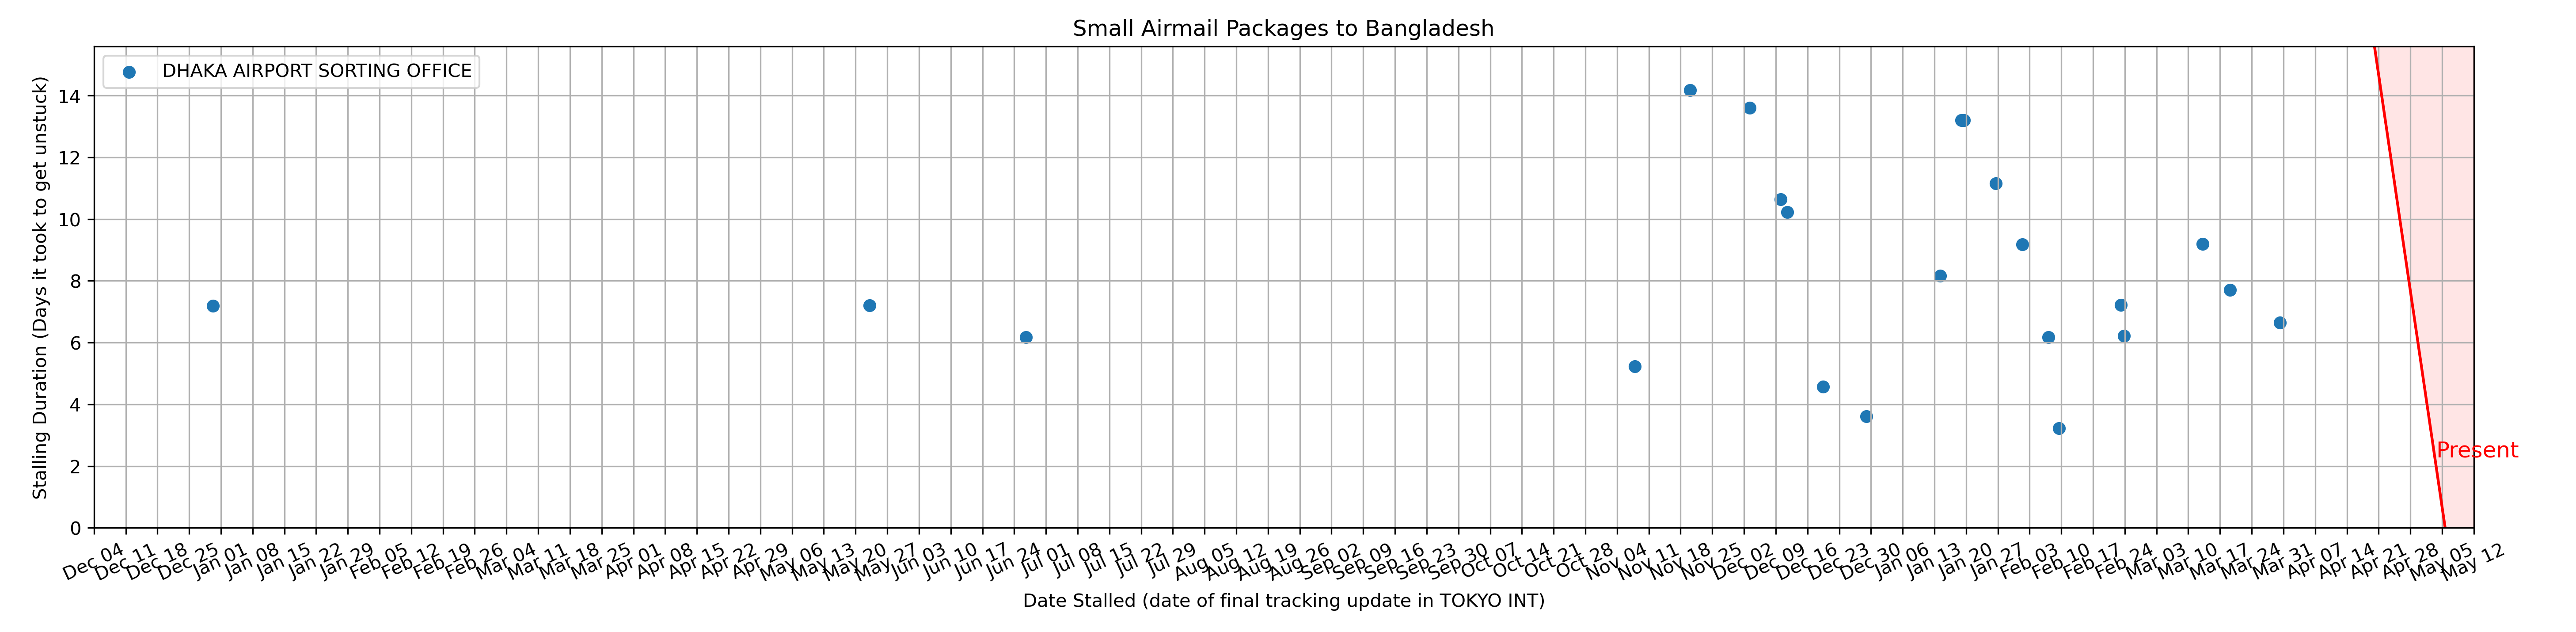 Small Airmail Packages to Bangladesh
DHAKA AIRPORT SORTING OFFICE
Stalling Duration (Days it took to get unstuck)
14
12
10
8
6
4
2
0
Present
Dec 04
Dec 11
Dec 18
Dec 25
Jan 01
Jan 08
Jan 15
Jan 22
Jan 29
Feb 05
Feb 12
Feb 19
Feb 26
Mar 04
Mar 11
Mar 18
Mar 25
Apr 01
Apr 08
Apr 15
Apr 22
Apr 29
May 06
May 13
May 20
May 27
Jun 03
Jun 10
Jun 17
Jun 24
Jul 01
Jul 08
Jul 15
Jul 22
Jul 29
Aug 05
Aug 12
Aug 19
Aug 26
Sep 02
Sep 09
Sep 16
Sep 23
Sep 30
Oct 07
Oct 14
Oct 21
Oct 28
Nov 04
Nov 11
Nov 18
Nov 25
Dec 02
Dec 09
Dec 16
Dec 23
Dec 30
Jan 06
Jan 13
Jan 20
Jan 27
Feb 03
Feb 10
Feb 17
Feb 24
Mar 03
Mar 10
Mar 17
Mar 24
Mar 31
Apr 07
Apr 14
Apr 21
Apr 28
May 05
May 12
Date Stalled (date of final tracking update in TOKYO INT)